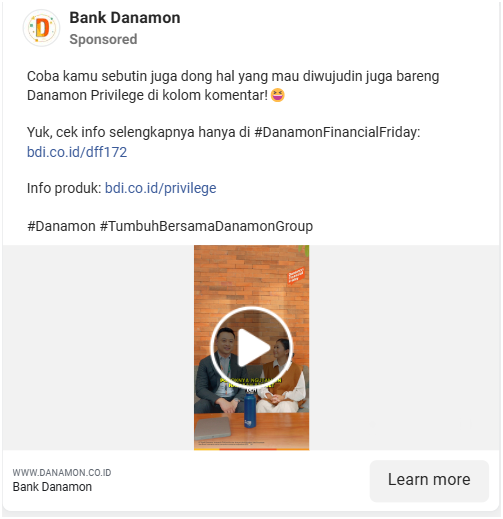 Bank Danamon
Sponsored
Coba kamu sebutin juga dong hal yang mau diwujudin juga bareng
Danamon Privilege di kolom komentar! 😆
Yuk, cek info selengkapnya hanya di #DanamonFinancialFriday:
bdi.co.id/dff172
Info produk: bdi.co.id/privilege
#Danamon #TumbuhBersamaDanamonGroup
WWW.DANAMON.CO.ID
Bank Danamon
Learn more